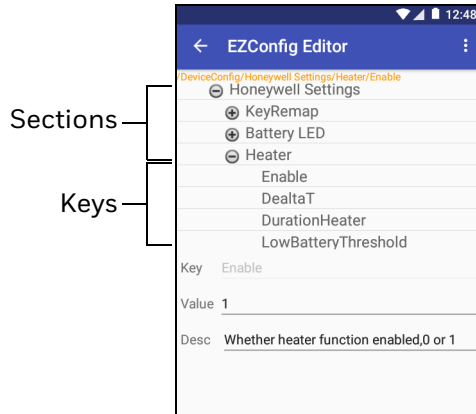 12:48
EZConfig Editor
/DeviceConfig/Honeywell Settings/Heater/Enable
Honeywell Settings
Sections
KeyRemap
Battery LED
Heater
Keys
Enable
DealtaT
DurationHeater
LowBatteryThreshold
Key Enable
Value 1
Desc Whether heater function enabled,0 or 1